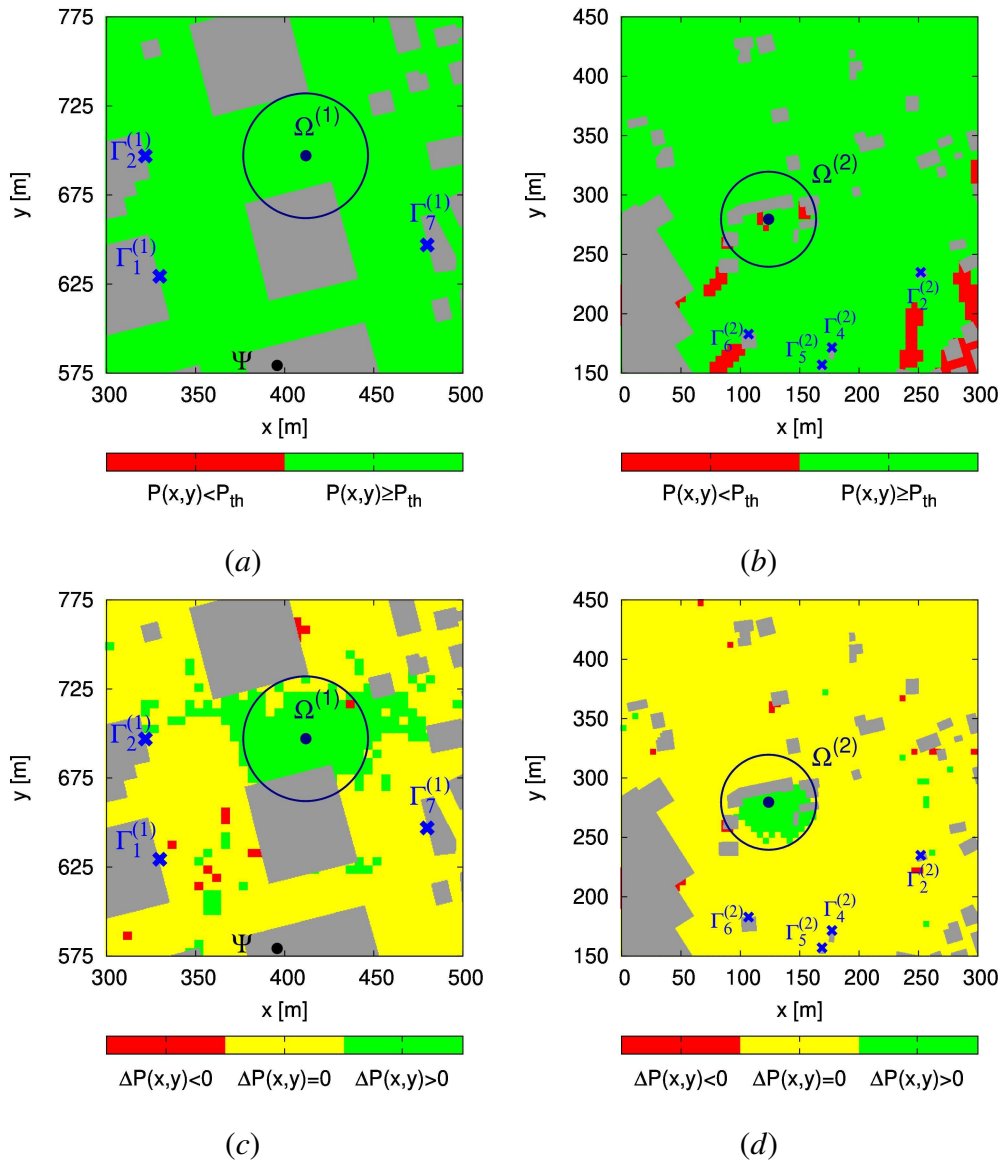 775
725
675
625
575
y [m]
300 350 400 450 500
x [m]
Ω(1)
Γ2(1)
Γ7(1)
Γ1(1)
Ψ
P(x,y)<Pth P(x,y)≥Pth
(a)
450
400
350
300
250
200
150
y [m]
0 50 100 150 200 250 300
x [m]
Ω(2)
Γ2(2)
Γ6(2)
Γ4(2)
Γ5(2)
P(x,y)<Pth P(x,y)≥Pth
(b)
775
725
675
625
575
y [m]
300 350 400 450 500
x [m]
Ω(1)
Γ2(1)
Γ7(1)
Γ1(1)
Ψ
ΔP(x,y)<0 ΔP(x,y)=0 ΔP(x,y)>0
(c)
450
400
350
300
250
200
150
y [m]
0 50 100 150 200 250 300
x [m]
Ω(2)
Γ2(2)
Γ6(2)
Γ4(2)
Γ5(2)
ΔP(x,y)<0 ΔP(x,y)=0 ΔP(x,y)>0
(d)